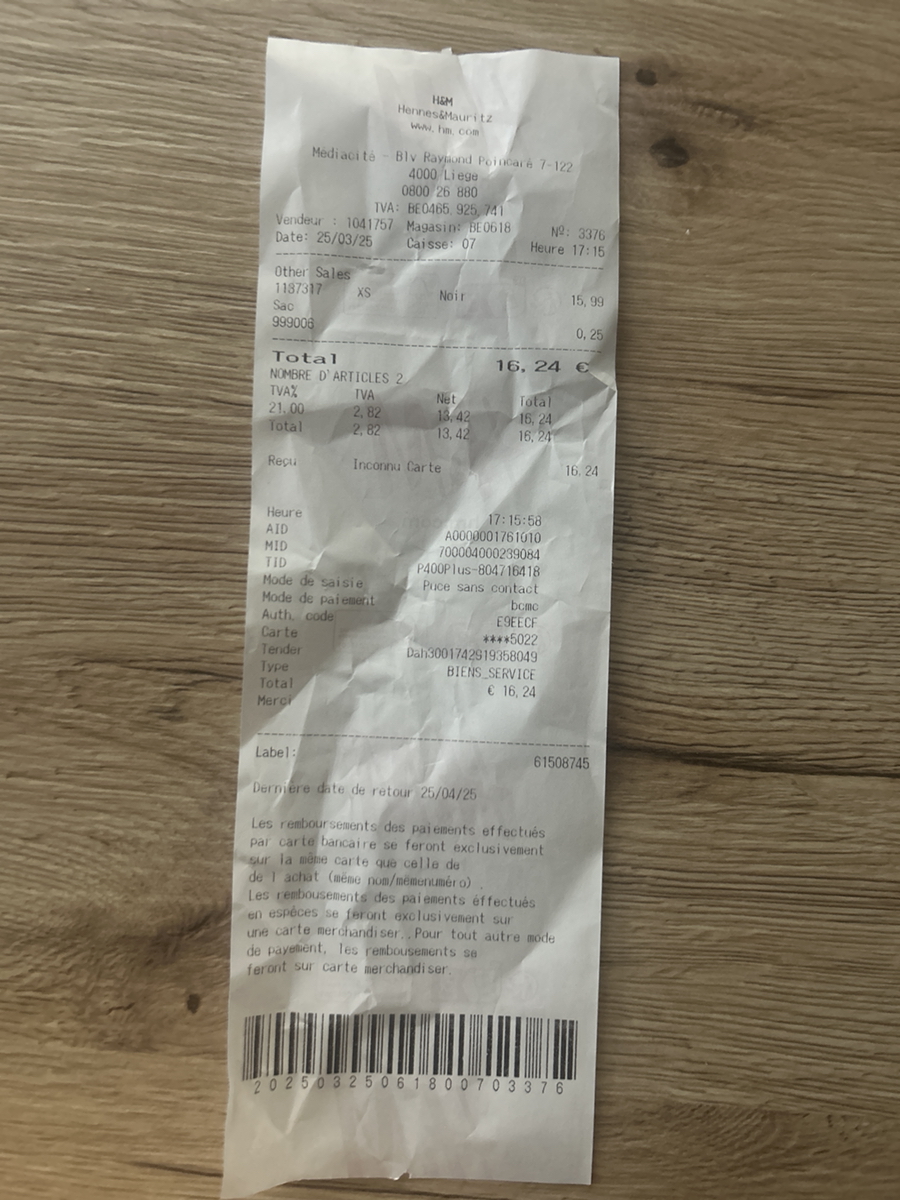 H&M
Hennes&Mauritz
www.hm.com
Médiacité - Blv Raymond Poincaré 7-122
4000 Liege
0800 26 880
TVA: BE0465.925.741
Vendeur : 1041757 Magasin: BE0618 Nº: 3376
Date: 25/03/25 Caisse: 07 Heure 17:15
Other Sales
1187317 XS Noir 15,99
Sac
999006 0,25
Total 16,24 €
NOMBRE D'ARTICLES 2
TVA% TVA Net Total
21.00 2,82 13,42 16,24
Total 2,82 13,42 16,24
Reçu Inconnu Carte 16.24
Heure 17:15:58
AID A0000001761010
MID 700004000239084
TID P400Plus-804716418
Mode de saisie Puce sans contact
Mode de paiement bcmc
Auth. code E9EECF
Carte ****5022
Tender Dah3001742919358049
Type BIENS_SERVICE
Total € 16,24
Merci
Label: 61508745
Dernière date de retour 25/04/25
Les remboursements des paiements effectués
par carte bancaire se feront exclusivement
sur la même carte que celle de
de l achat (même nom/mêmenuméro) .
Les rembousements des paiements éffectués
en espèces se feront exclusivement sur
une carte merchandiser..Pour tout autre mode
de payement, les rembousements se
feront sur carte merchandiser.
20250325061800703376